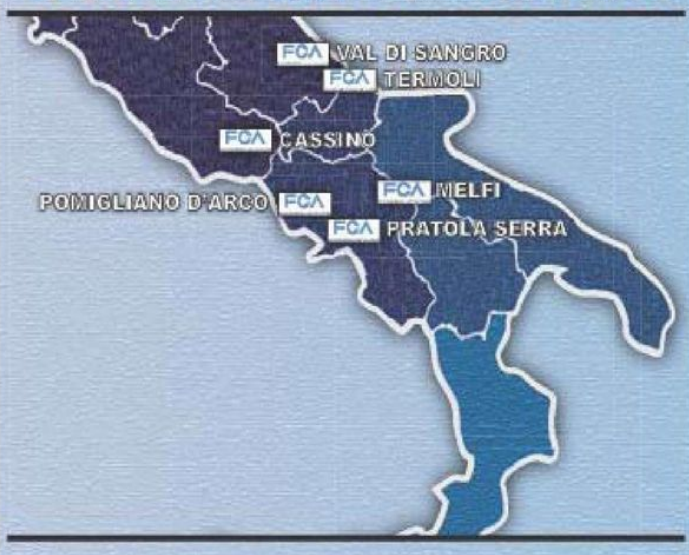 FCA VAL DI SANGRO
FCA TERMOLI
FCA CASSINO
FCA MELFI
POMIGLIANO D'ARCO FCA
FCA PRATOLA SERRA